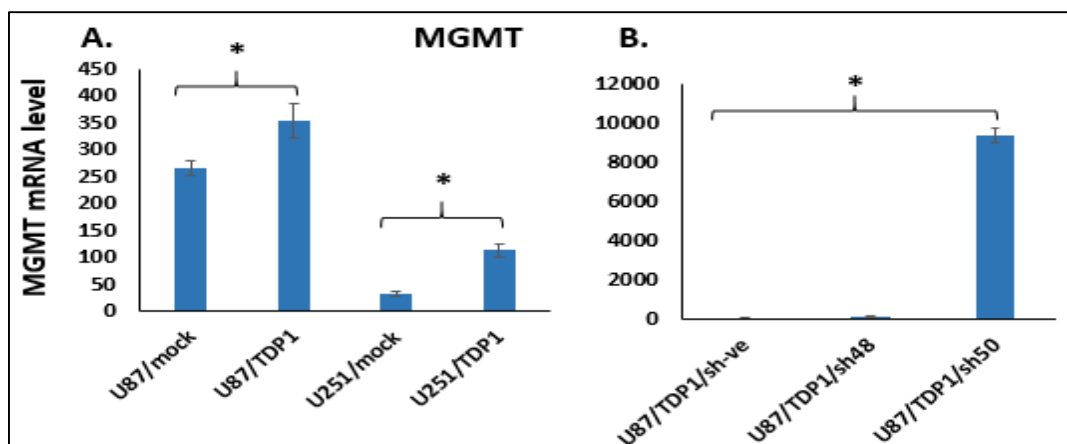 A.
MGMT
B.
MGMT mRNA level
450
400
350
300
250
200
150
100
50
0
*
*
U87/mock
U87/TDP1
U251/mock
U251/TDP1
12000
10000
8000
6000
4000
2000
0
*
U87/TDP1/sh-ve
U87/TDP1/sh48
U87/TDP1/sh50